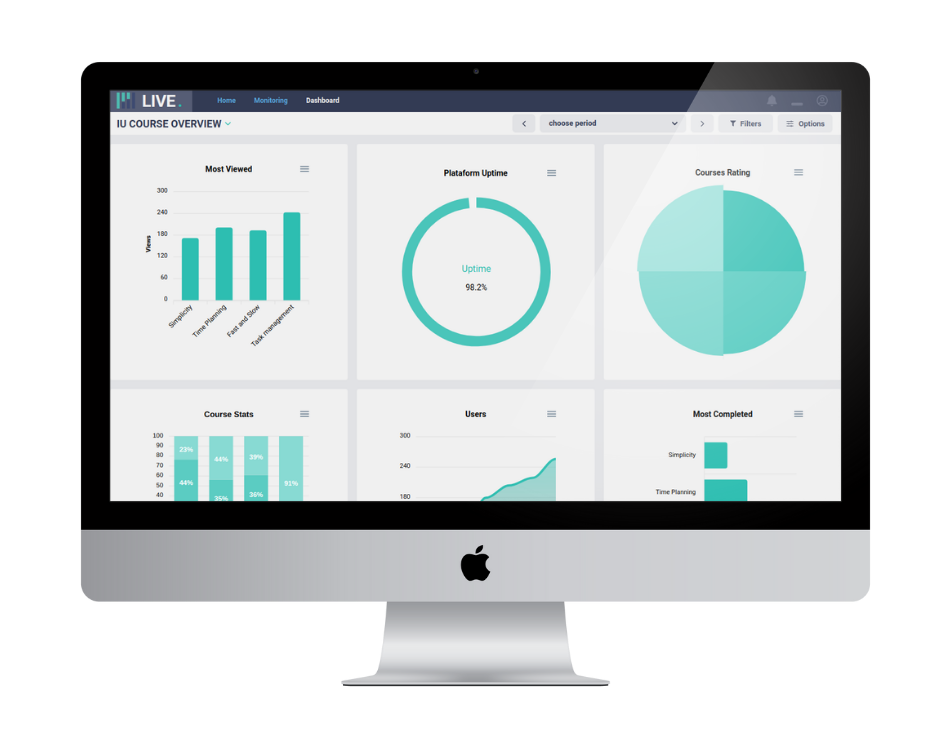 LIVE.
Home Monitoring Dashboard
IU COURSE OVERVIEW
choose period
Filters
Options
Most Viewed
300
240
180
120
60
0
Views
Simplicity
Time Planning
Fast and Slow
Task management
Plataform Uptime
Uptime
98.2%
Courses Rating
Course Stats
100
90
80
70
60
50
40
23%
44%
39%
44%
91%
35%
36%
Users
300
240
180
Most Completed
Simplicity
Time Planning